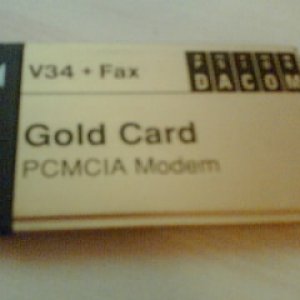 V34 + Fax
PSION
DACOM
Gold Card
PCMCIA Modem